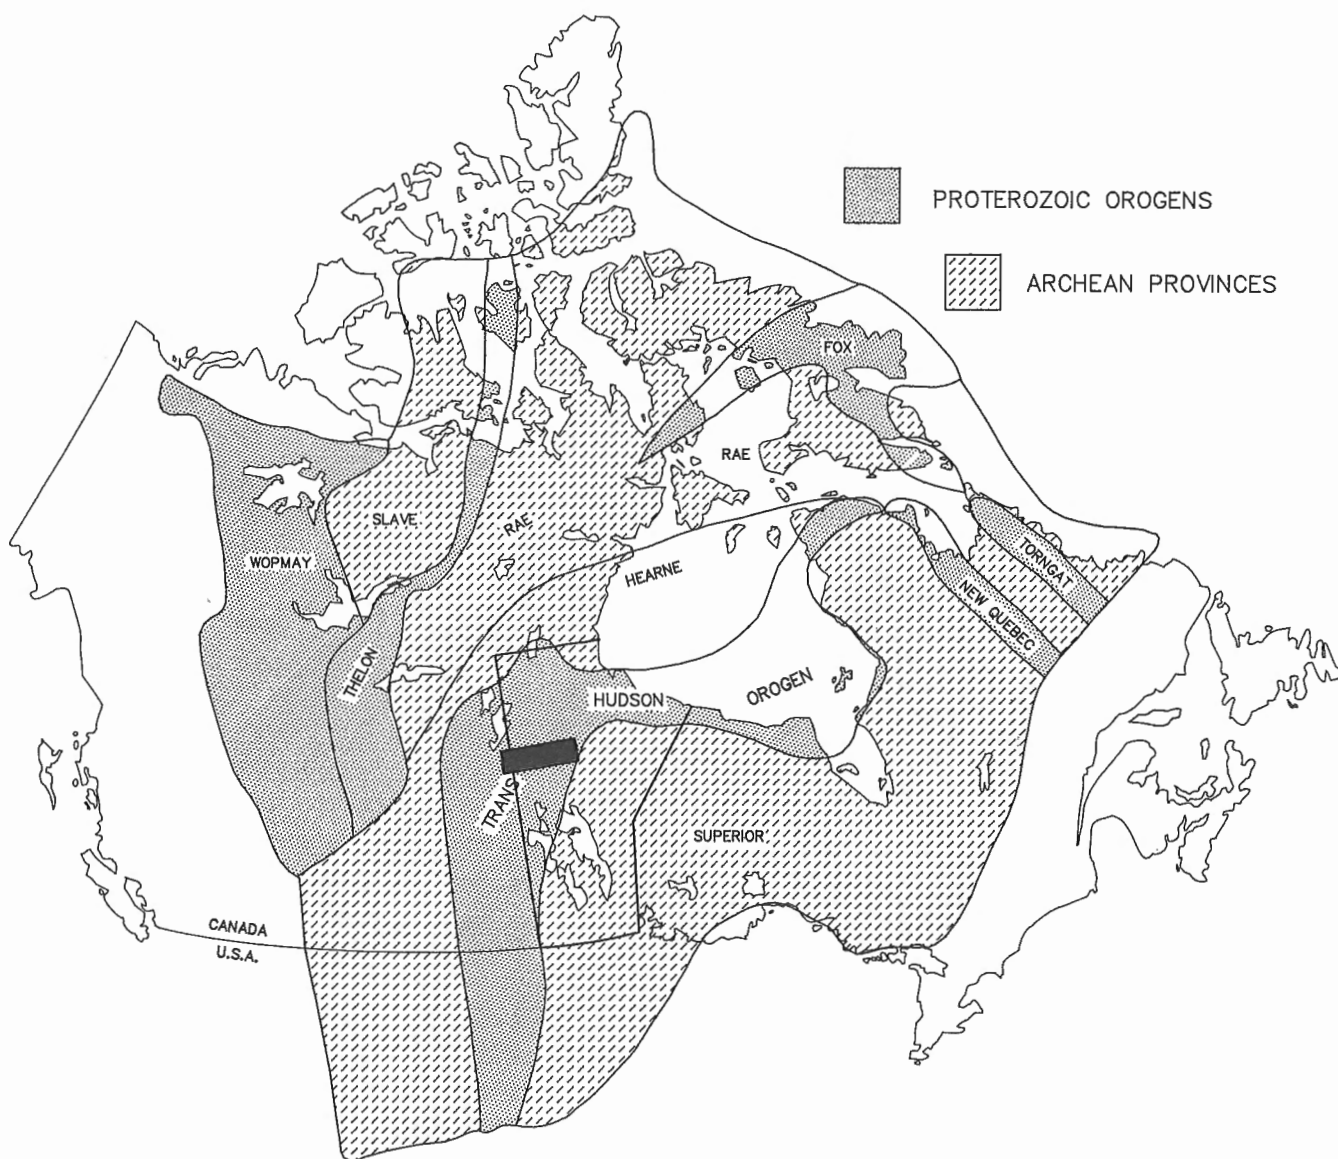 PROTEROZOIC OROGENS
ARCHEAN PROVINCES
FOX
RAE
SLAVE
RAE
WOPMAY
HEARNE
TORNGAT
NEW QUEBEC
THELON
HUDSON
OROGEN
TRANS
SUPERIOR
CANADA
U.S.A.